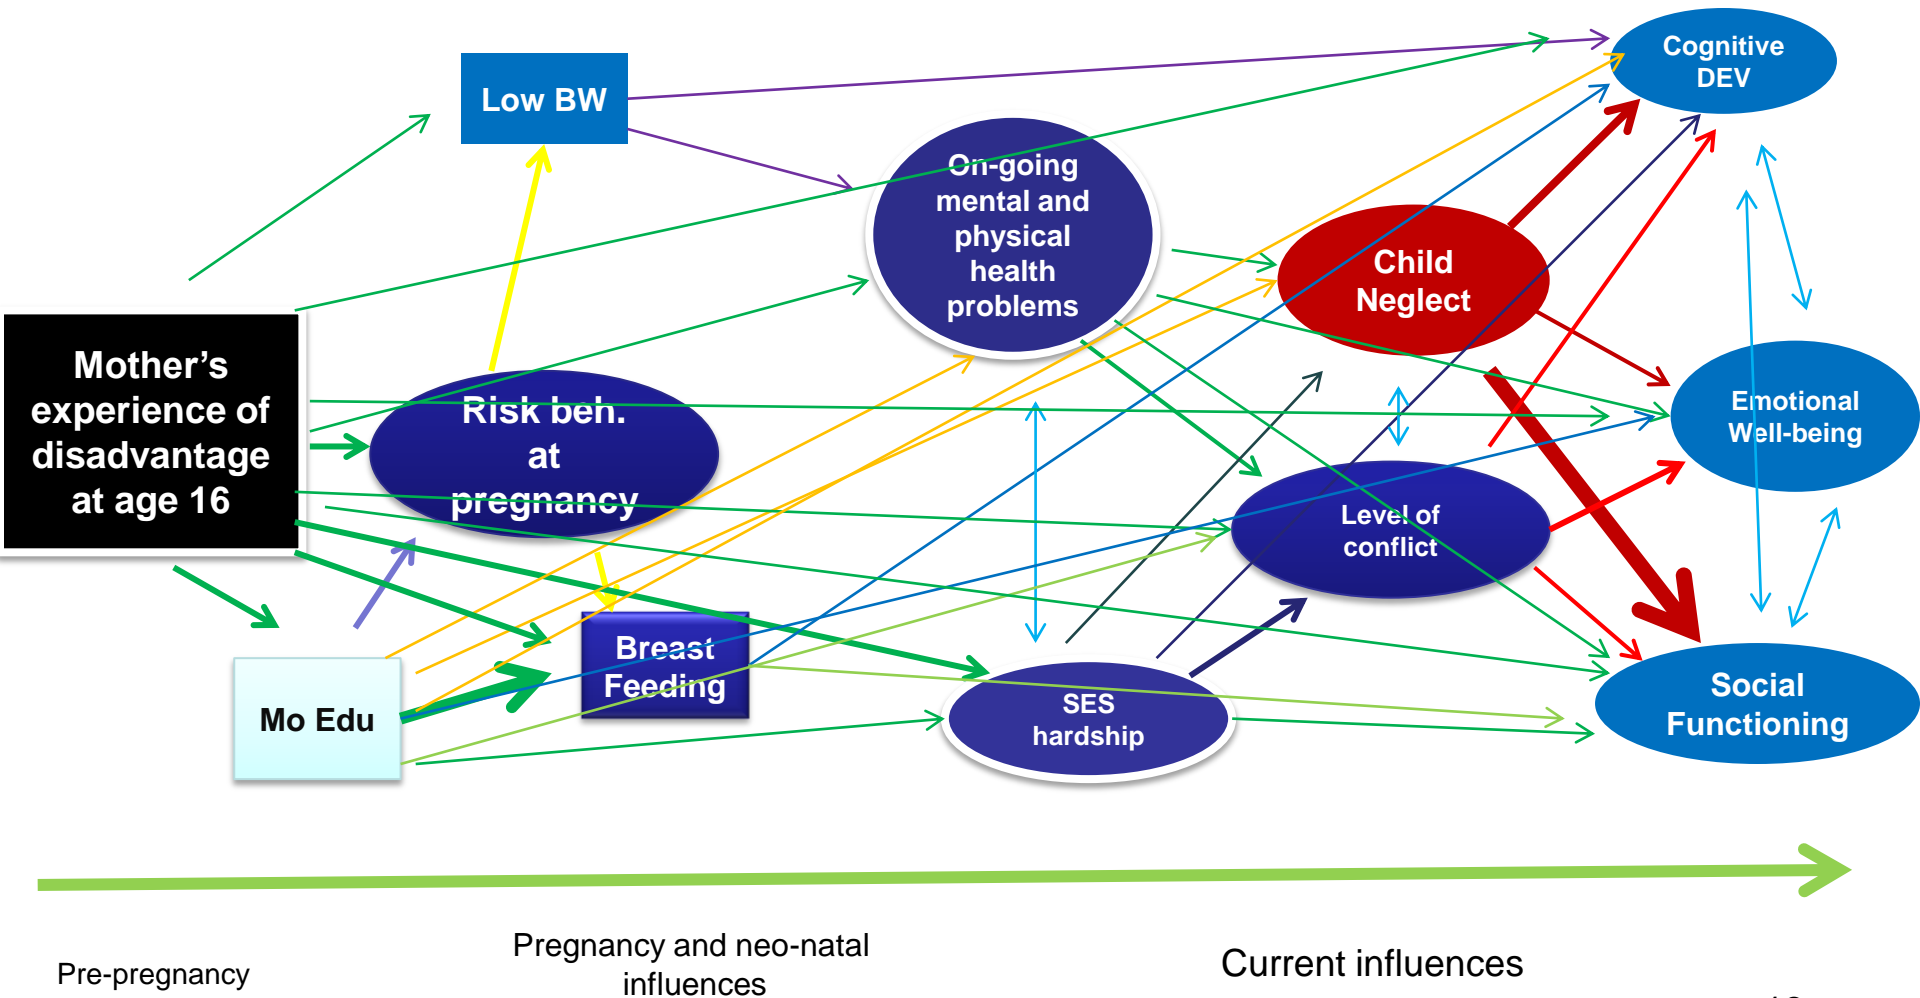 Cognitive
DEV
Low BW
On-going
mental and
physical
health
problems
Child
Neglect
Mother’s
experience of
disadvantage
at age 16
Risk beh.
at
pregnancy
Emotional
Well-being
Level of
conflict
Breast
Feeding
Mo Edu
SES
hardship
Social
Functioning
Pre-pregnancy
Pregnancy and neo-natal
influences
Current influences